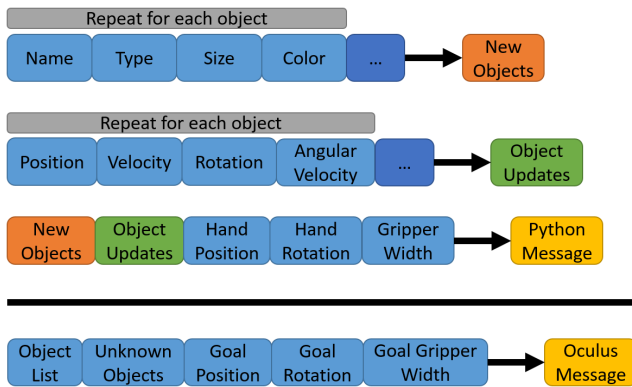 Repeat for each object
Name Type Size Color ... New Objects
Repeat for each object
Position Velocity Rotation Angular Velocity ... Object Updates
New Objects Object Updates Hand Position Hand Rotation Gripper Width Python Message
Object List Unknown Objects Goal Position Goal Rotation Goal Gripper Width Oculus Message